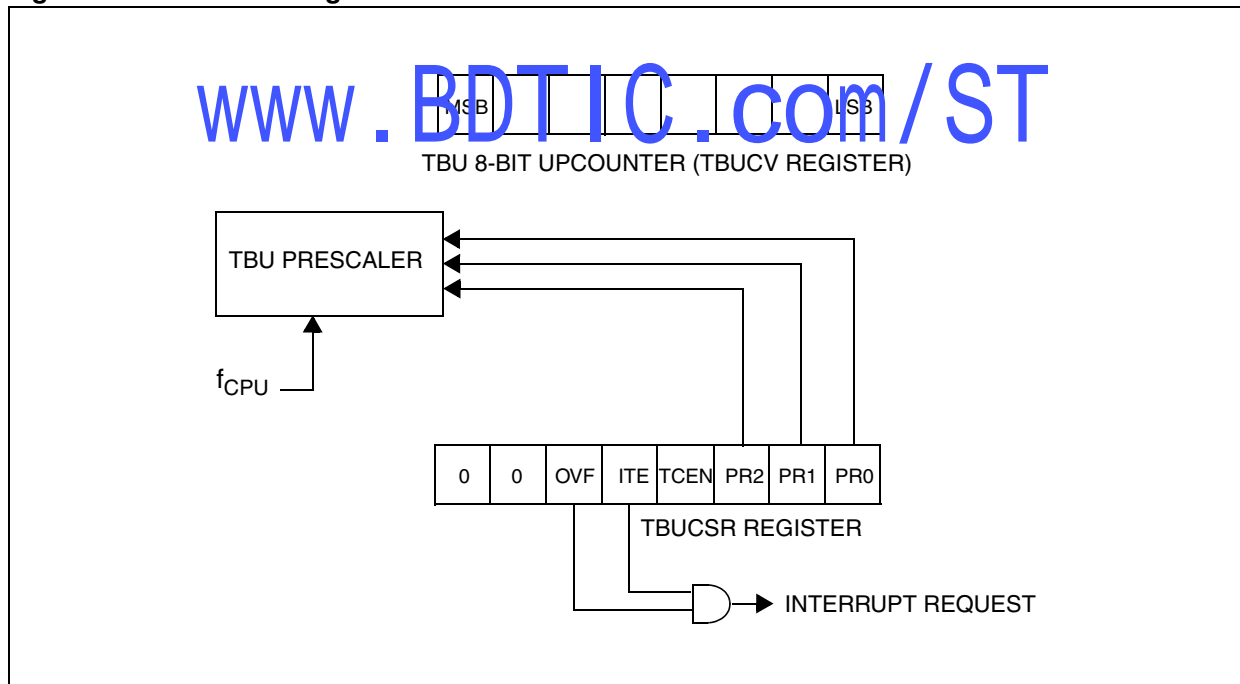 www.BDTIC.com/ST
MSB LSB
TBU 8-BIT UPCOUNTER (TBUCV REGISTER)
TBU PRESCALER
fCPU
0 0 OVF ITE TCEN PR2 PR1 PR0
TBUCSR REGISTER
INTERRUPT REQUEST